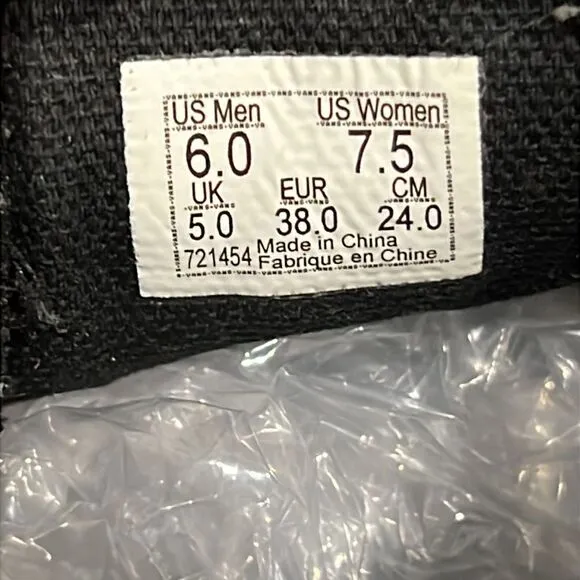 US Men US Women
6.0 7.5
UK EUR CM
5.0 38.0 24.0
721454 Made in China
Fabrique en Chine